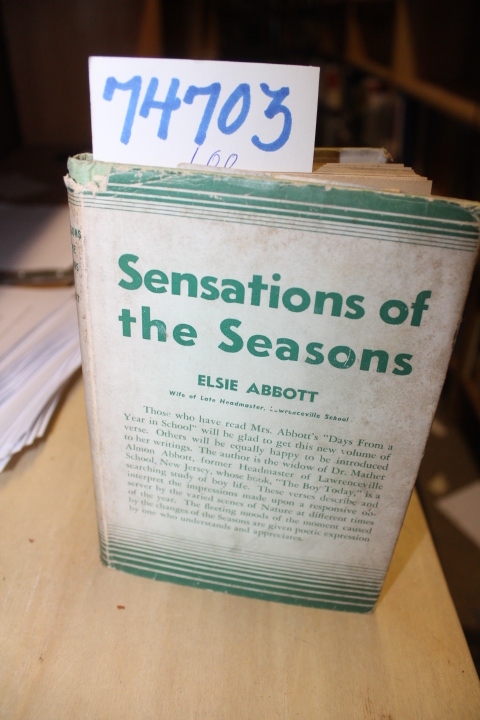 74703
100
Sensations of
the Seasons
ELSIE ABBOTT
Wife of Late Headmaster, Lawrenceville School
Those who have read Mrs. Abbott's "Days From a
Year in School" will be glad to get this new volume of
verse. Others will be equally happy to be introduced
to her writings. The author is the widow of Dr. Mather
Almon Abbott, former Headmaster of Lawrenceville
School, New Jersey, whose book, "The Boy Today," is a
searching study of boy life. These verses describe and
interpret the impressions made upon a responsive ob-
server by the varied scenes of Nature at different times
of the year. The fleeting moods of the moment caused
by the changes of the Seasons are given poetic expression
by one who understands and appreciates.